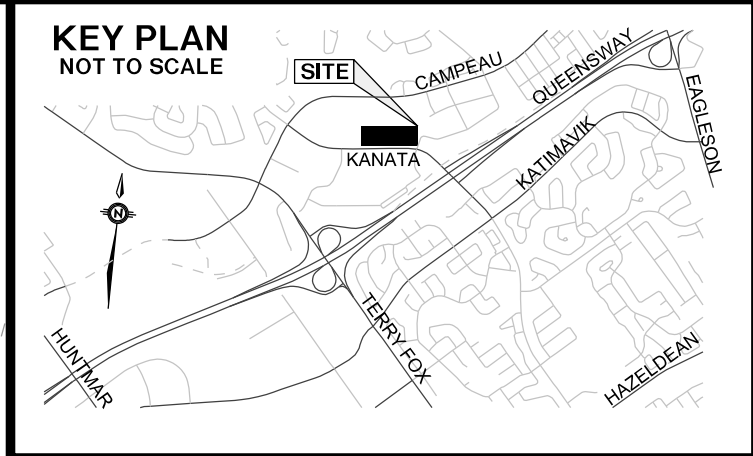 KEY PLAN
NOT TO SCALE
SITE
CAMPEAU
QUEENSWAY
EAGLESON
KANATA
KATIMAVIK
N
TERRY FOX
HUNTMAR
HAZELDEAN